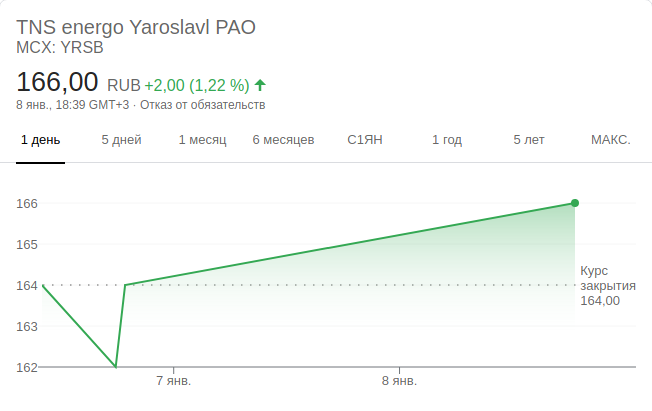 TNS energo Yaroslavl PAO
MCX: YRSB
166,00 RUB +2,00 (1,22 %)
8 янв., 18:39 GMT+3 · Отказ от обязательств
1 день 5 дней 1 месяц 6 месяцев С1ЯН 1 год 5 лет МАКС.
166
165
164
163
162
Курс
закрытия
164,00
7 янв. 8 янв.